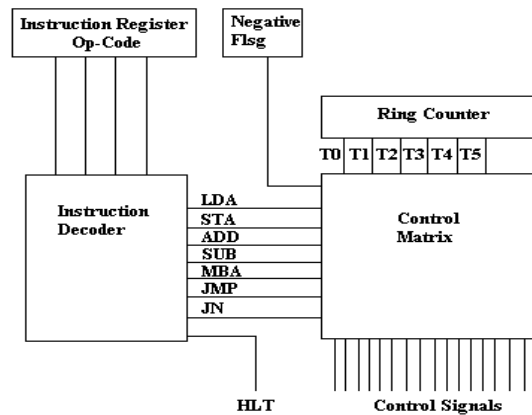 Instruction Register
Op-Code
Negative
Flsg
Ring Counter
T0 T1 T2 T3 T4 T5
Instruction
Decoder
LDA
STA
ADD
SUB
MBA
JMP
JN
Control
Matrix
HLT
Control Signals